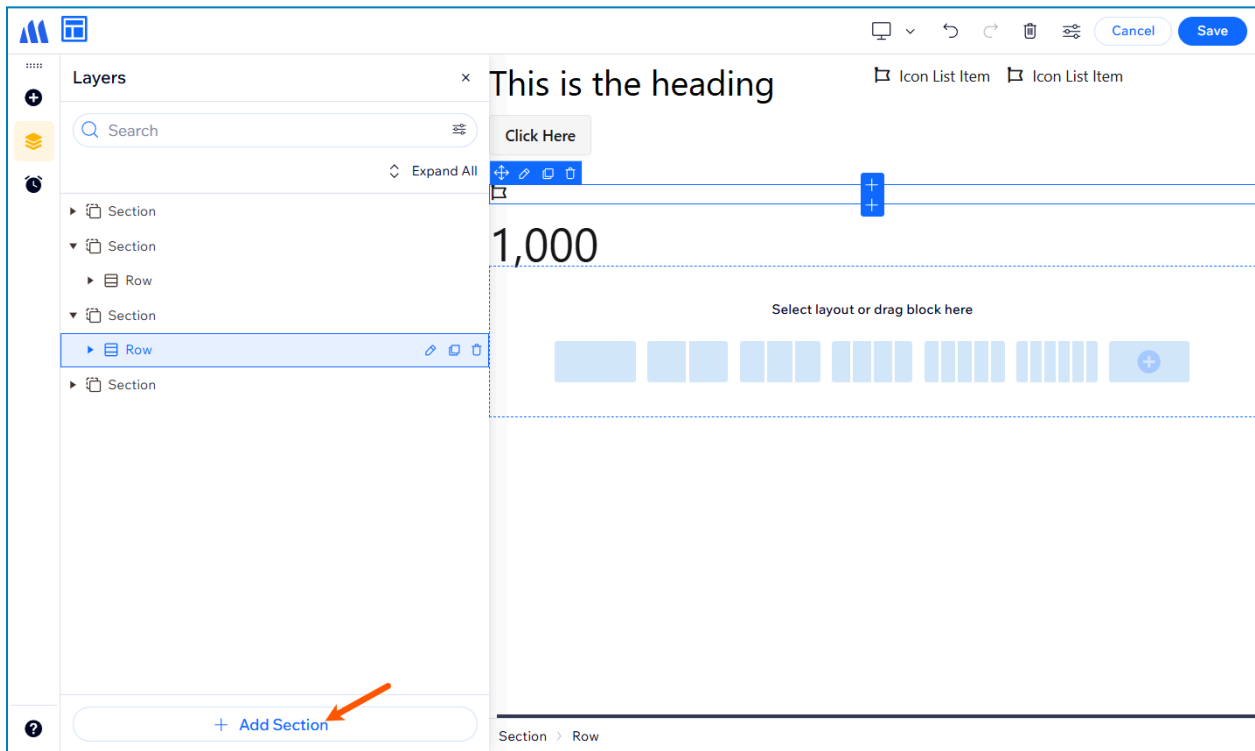 Cancel
Save
Layers
Search
Expand All
Section
Section
Row
Section
Row
Section
+ Add Section
This is the heading
Icon List Item
Icon List Item
Click Here
1,000
Select layout or drag block here
Section > Row